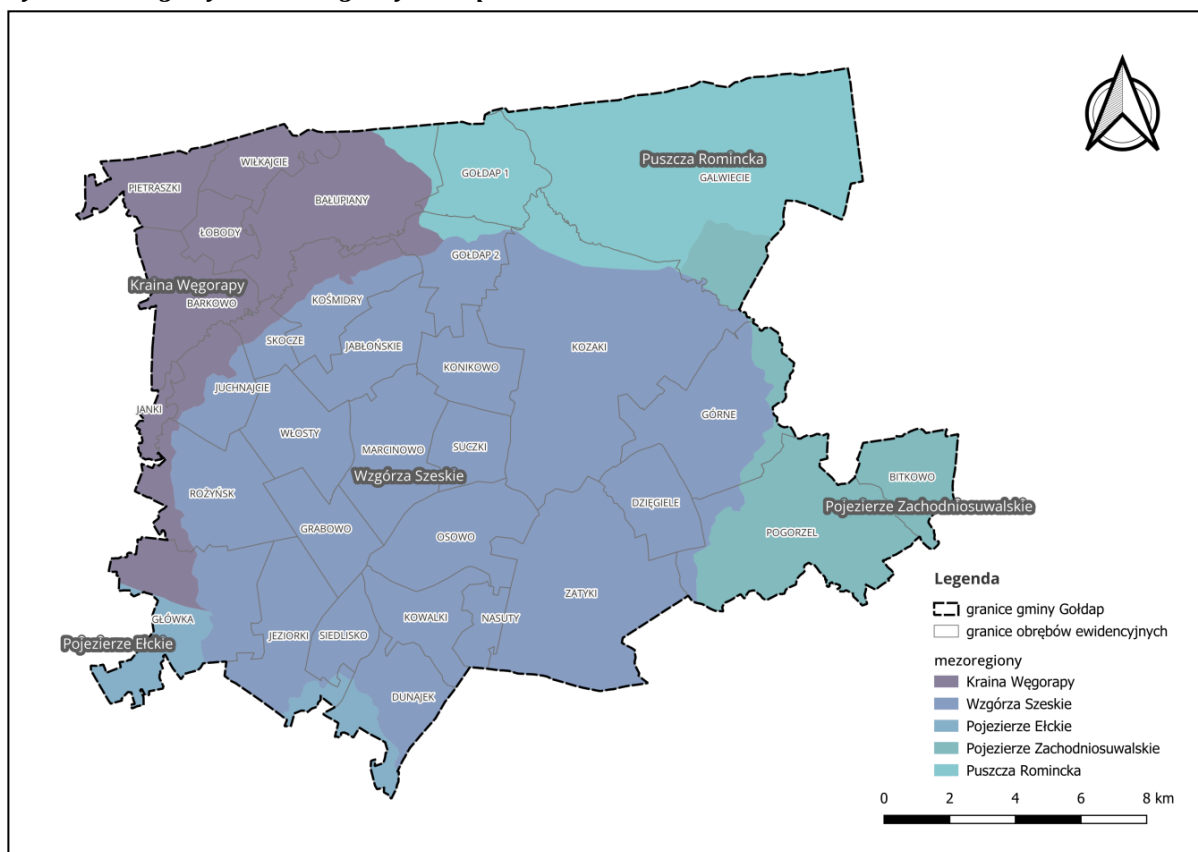 WIŁKAJCIE
PIETRASZKI
BAŁUPIANY
GOŁDAP 1
Puszcza Romincka
GALWIECIE
ŁOBODY
GOŁDAP 2
Kraina Węgorapy
BARKOWO
KOŚMIDRY
SKOCZE
JABŁOŃSKIE
KOZAKI
KONIKOWO
JUCHNAJCIE
JANKI
GÓRNE
WŁOSTY
MARCINOWO
SUCZKI
Wzgórza Szeskie
BITKOWO
ROŻYŃSK
DZIĘGIELE
Pojezierze Zachodniosuwalskie
GRABOWO
OSOWO
POGORZEL
ZĄTYKI
GŁÓWKA
KOWALKI
NASUTY
Pojezierze Ełckie
JEZIORKI
SIEDLISKO
DUNAJEK
Legenda
granice gminy Gołdap
granice obrębów ewidencyjnych
mezoregiony
Kraina Węgorapy
Wzgórza Szeskie
Pojezierze Ełckie
Pojezierze Zachodniosuwalskie
Puszcza Romincka
0 2 4 6 8 km